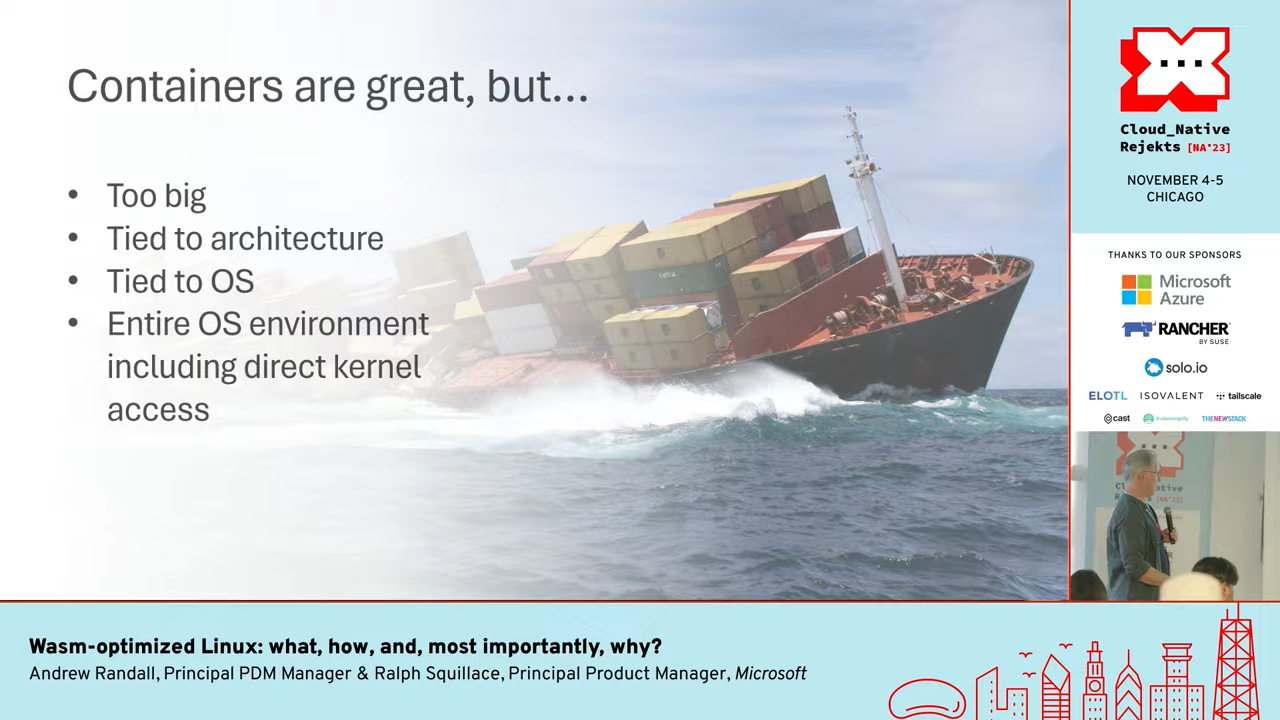 Containers are great, but...
• Too big
• Tied to architecture
• Tied to OS
• Entire OS environment
including direct kernel
access
Cloud_Native
Rejekts [NA'23]
NOVEMBER 4-5
CHICAGO
THANKS TO OUR SPONSORS
Microsoft
Azure
RANCHER
BY SUSE
solo.io
ELOTL ISOVALENT tailscale
cast THENEWSTACK
Wasm-optimized Linux: what, how, and, most importantly, why?
Andrew Randall, Principal PDM Manager & Ralph Squillace, Principal Product Manager, Microsoft